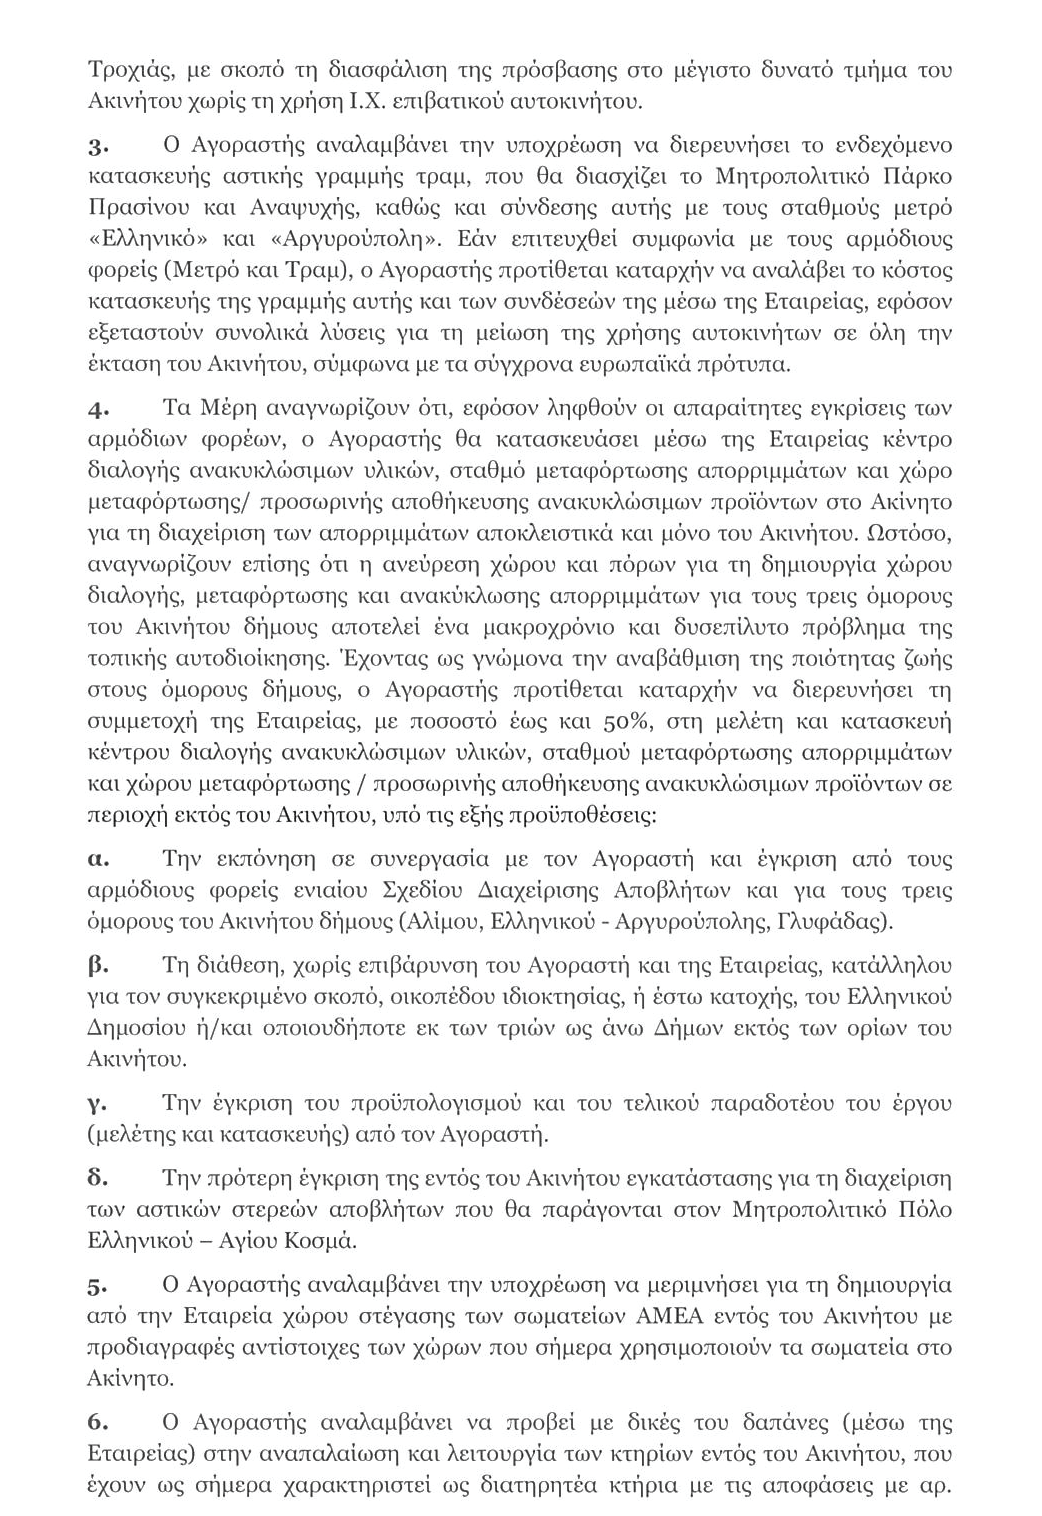 Τροχιάς, με σκοπό τη διασφάλιση της πρόσβασης στο μέγιστο δυνατό τμήμα του
Ακινήτου χωρίς τη χρήση Ι.Χ. επιβατικού αυτοκινήτου.
3. Ο Αγοραστής αναλαμβάνει την υποχρέωση να διερευνήσει το ενδεχόμενο
κατασκευής αστικής γραμμής τραμ, που θα διασχίζει το Μητροπολιτικό Πάρκο
Πρασίνου και Αναψυχής, καθώς και σύνδεσης αυτής με τους σταθμούς μετρό
«Ελληνικό» και «Αργυρούπολη». Εάν επιτευχθεί συμφωνία με τους αρμόδιους
φορείς (Μετρό και Τραμ), ο Αγοραστής προτίθεται καταρχήν να αναλάβει το κόστος
κατασκευής της γραμμής αυτής και των συνδέσεών της μέσω της Εταιρείας, εφόσον
εξεταστούν συνολικά λύσεις για τη μείωση της χρήσης αυτοκινήτων σε όλη την
έκταση του Ακινήτου, σύμφωνα με τα σύγχρονα ευρωπαϊκά πρότυπα.
4. Τα Μέρη αναγνωρίζουν ότι, εφόσον ληφθούν οι απαραίτητες εγκρίσεις των
αρμόδιων φορέων, ο Αγοραστής θα κατασκευάσει μέσω της Εταιρείας κέντρο
διαλογής ανακυκλώσιμων υλικών, σταθμό μεταφόρτωσης απορριμμάτων και χώρο
μεταφόρτωσης/ προσωρινής αποθήκευσης ανακυκλώσιμων προϊόντων στο Ακίνητο
για τη διαχείριση των απορριμμάτων αποκλειστικά και μόνο του Ακινήτου. Ωστόσο,
αναγνωρίζουν επίσης ότι η ανεύρεση χώρου και πόρων για τη δημιουργία χώρου
διαλογής, μεταφόρτωσης και ανακύκλωσης απορριμμάτων για τους τρεις όμορους
του Ακινήτου δήμους αποτελεί ένα μακροχρόνιο και δυσεπίλυτο πρόβλημα της
τοπικής αυτοδιοίκησης. Έχοντας ως γνώμονα την αναβάθμιση της ποιότητας ζωής
στους όμορους δήμους, ο Αγοραστής προτίθεται καταρχήν να διερευνήσει τη
συμμετοχή της Εταιρείας, με ποσοστό έως και 50%, στη μελέτη και κατασκευή
κέντρου διαλογής ανακυκλώσιμων υλικών, σταθμού μεταφόρτωσης απορριμμάτων
και χώρου μεταφόρτωσης / προσωρινής αποθήκευσης ανακυκλώσιμων προϊόντων σε
περιοχή εκτός του Ακινήτου, υπό τις εξής προϋποθέσεις:
α. Την εκπόνηση σε συνεργασία με τον Αγοραστή και έγκριση από τους
αρμόδιους φορείς ενιαίου Σχεδίου Διαχείρισης Αποβλήτων και για τους τρεις
όμορους του Ακινήτου δήμους (Αλίμου, Ελληνικού - Αργυρούπολης, Γλυφάδας).
β. Τη διάθεση, χωρίς επιβάρυνση του Αγοραστή και της Εταιρείας, κατάλληλου
για τον συγκεκριμένο σκοπό, οικοπέδου ιδιοκτησίας, ή έστω κατοχής, του Ελληνικού
Δημοσίου ή/και οποιουδήποτε εκ των τριών ως άνω Δήμων εκτός των ορίων του
Ακινήτου.
γ. Την έγκριση του προϋπολογισμού και του τελικού παραδοτέου του έργου
(μελέτης και κατασκευής) από τον Αγοραστή.
δ. Την πρότερη έγκριση της εντός του Ακινήτου εγκατάστασης για τη διαχείριση
των αστικών στερεών αποβλήτων που θα παράγονται στον Μητροπολιτικό Πόλο
Ελληνικού – Αγίου Κοσμά.
5. Ο Αγοραστής αναλαμβάνει την υποχρέωση να μεριμνήσει για τη δημιουργία
από την Εταιρεία χώρου στέγασης των σωματείων ΑΜΕΑ εντός του Ακινήτου με
προδιαγραφές αντίστοιχες των χώρων που σήμερα χρησιμοποιούν τα σωματεία στο
Ακίνητο.
6. Ο Αγοραστής αναλαμβάνει να προβεί με δικές του δαπάνες (μέσω της
Εταιρείας) στην αναπαλαίωση και λειτουργία των κτηρίων εντός του Ακινήτου, που
έχουν ως σήμερα χαρακτηριστεί ως διατηρητέα κτήρια με τις αποφάσεις με αρ.